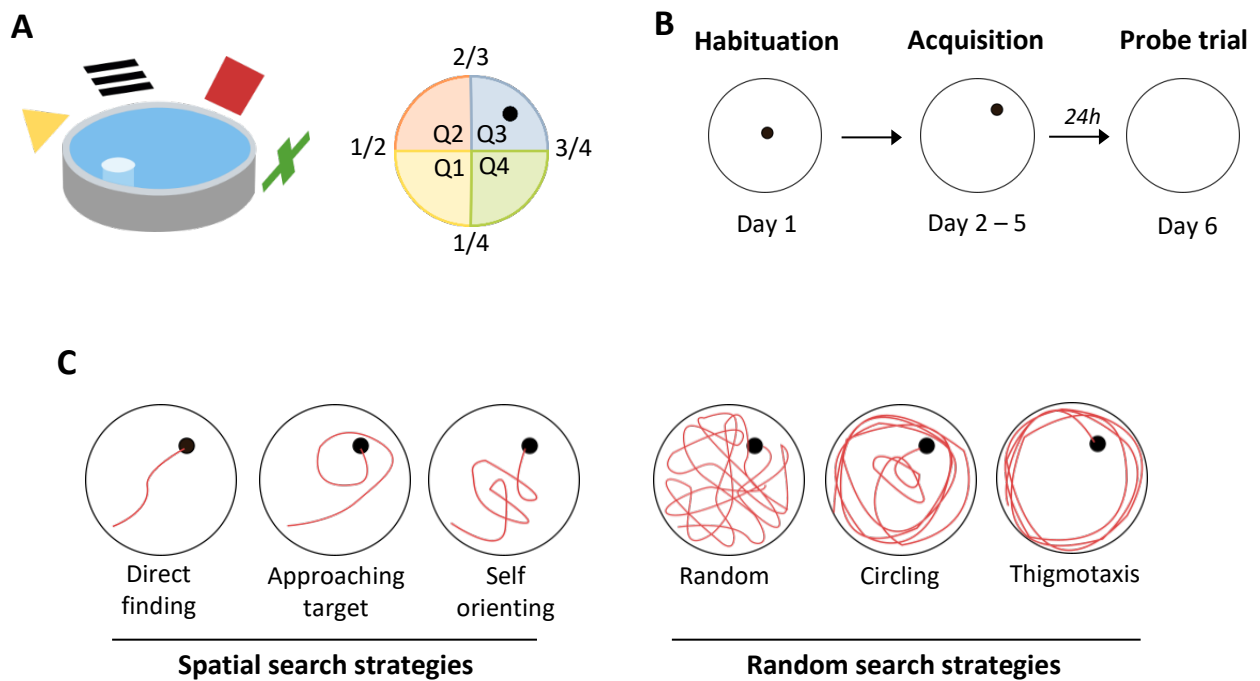 A
2/3
Q2 Q3
1/2
3/4
Q1 Q4
1/4
B
Habituation
Acquisition
Probe trial
24h
Day 1
Day 2 – 5
Day 6
C
Direct
finding
Approaching
target
Self
orienting
Random
Circling
Thigmotaxis
Spatial search strategies
Random search strategies